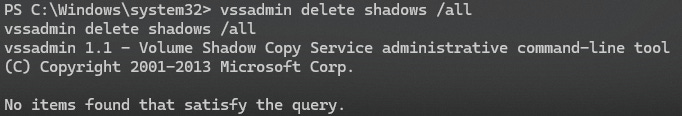 PS C:\Windows\system32> vssadmin delete shadows /all
vssadmin delete shadows /all
vssadmin 1.1 - Volume Shadow Copy Service administrative command-line tool
(C) Copyright 2001-2013 Microsoft Corp.
No items found that satisfy the query.